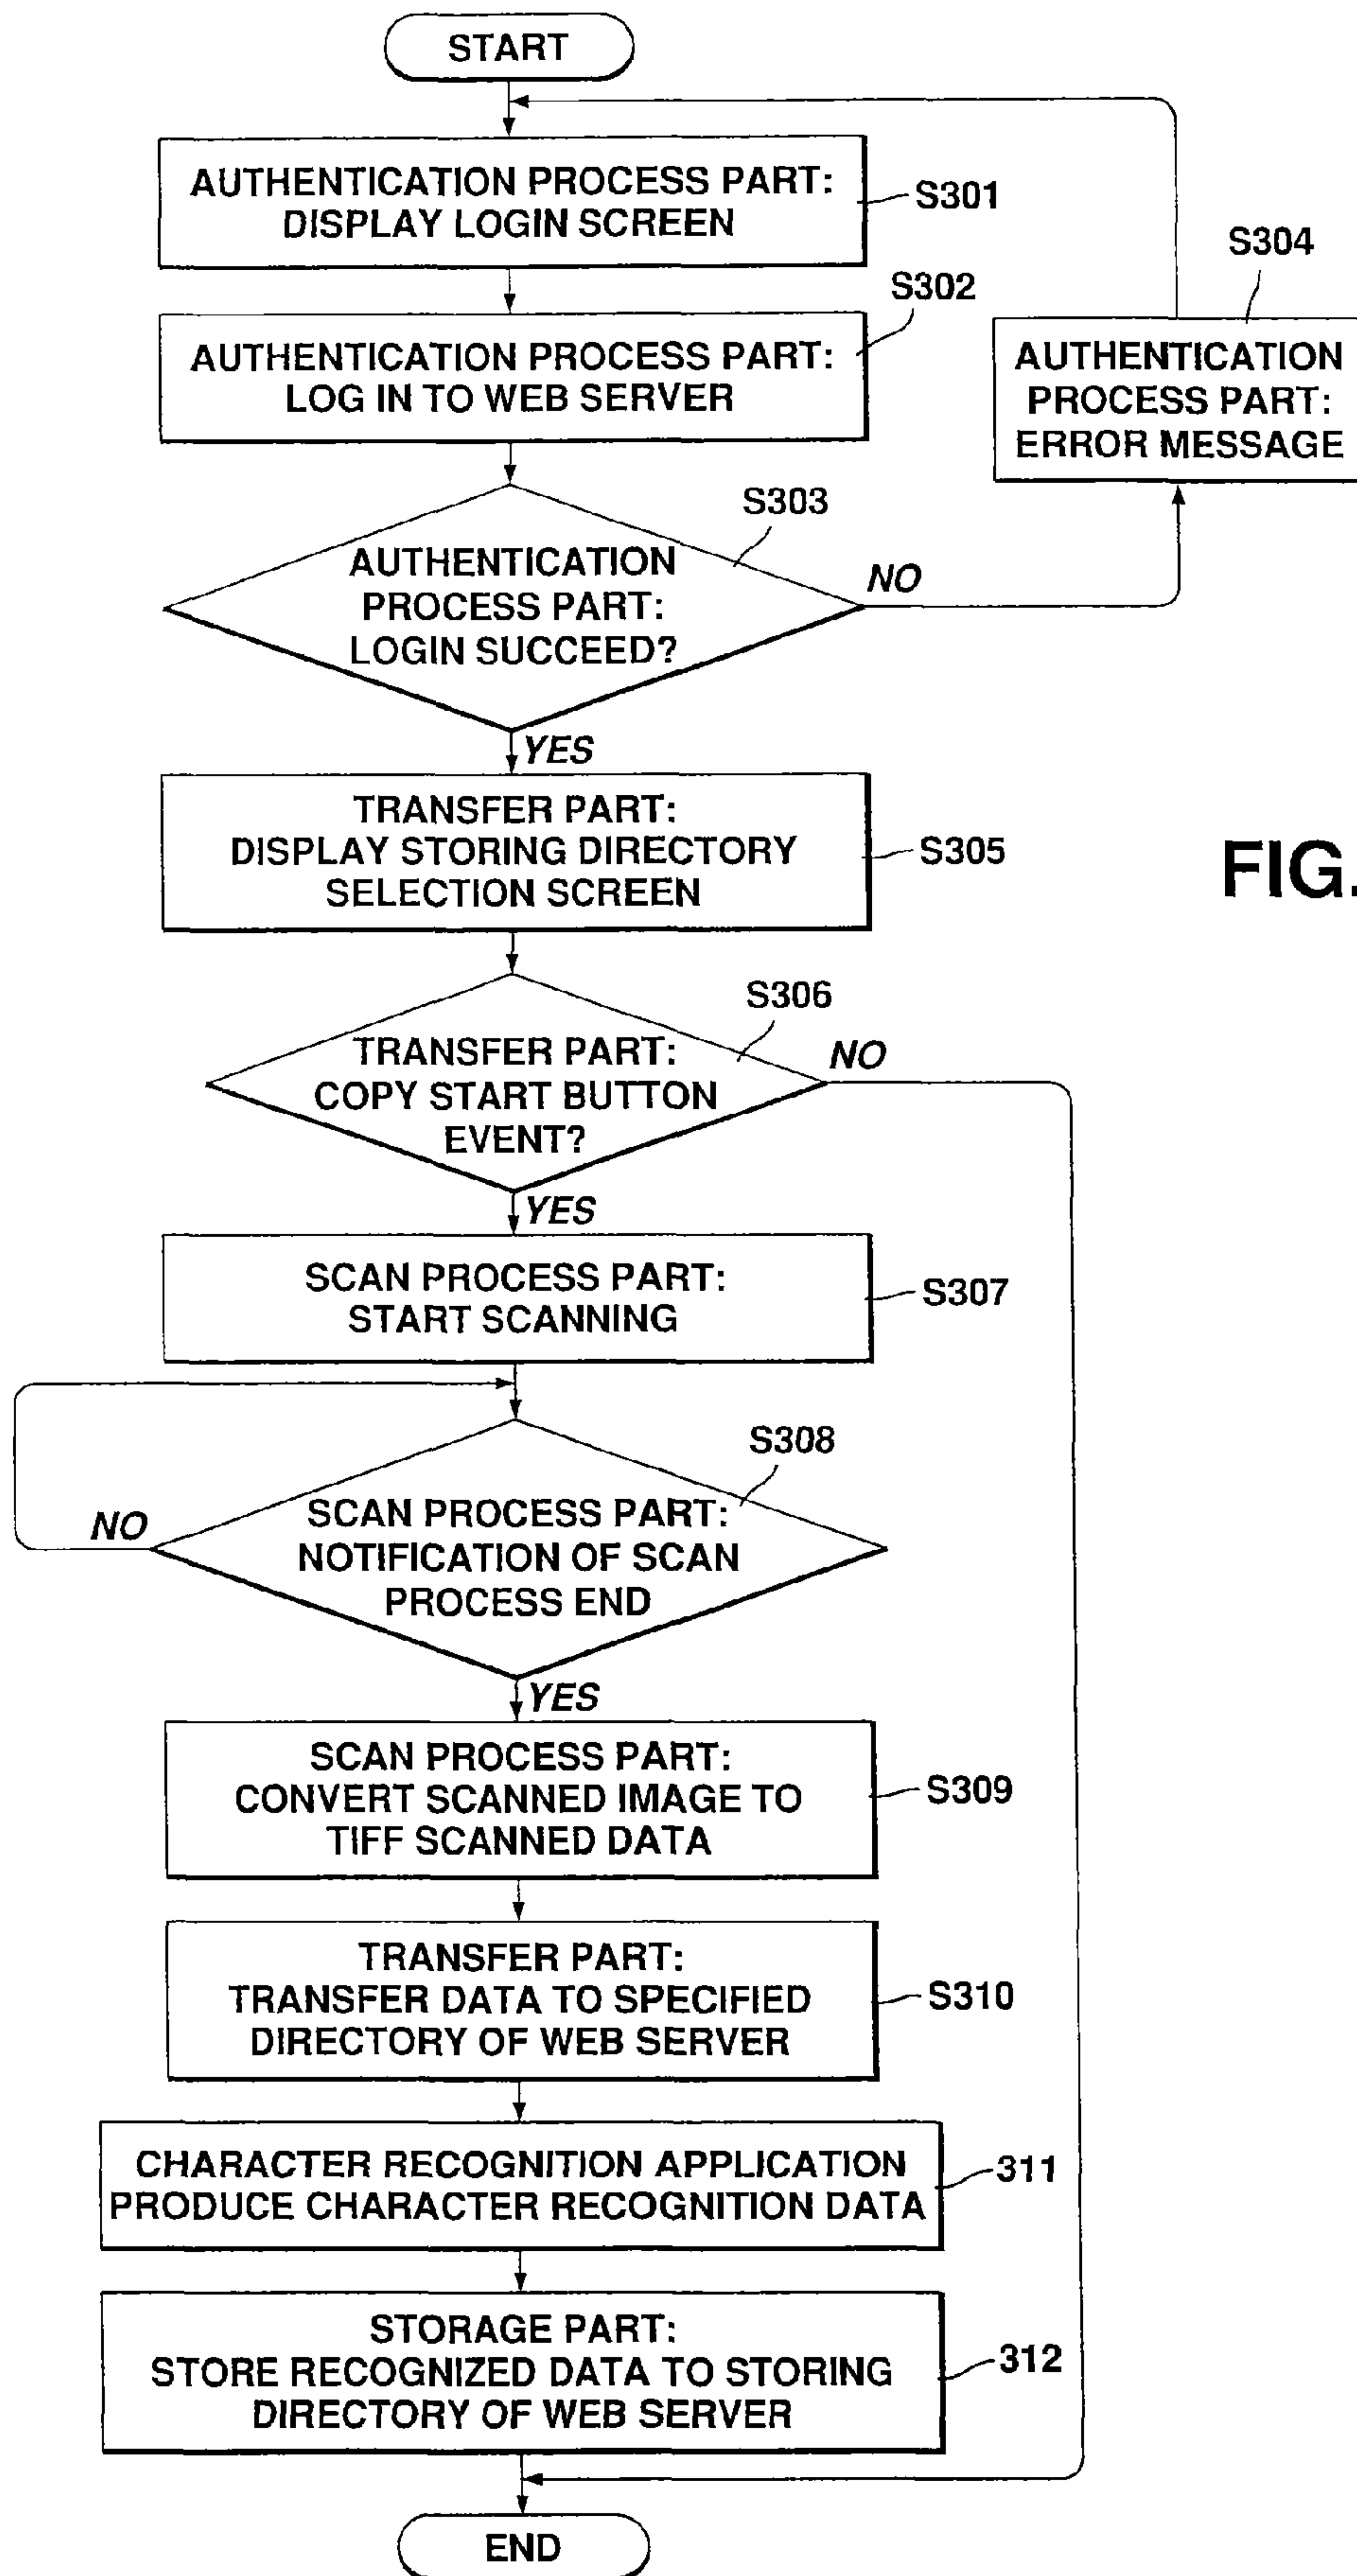 START
AUTHENTICATION PROCESS PART:
DISPLAY LOGIN SCREEN
S301
S302
AUTHENTICATION PROCESS PART:
LOG IN TO WEB SERVER
S304
AUTHENTICATION
PROCESS PART:
ERROR MESSAGE
S303
AUTHENTICATION
PROCESS PART:
LOGIN SUCCEED?
NO
YES
TRANSFER PART:
DISPLAY STORING DIRECTORY
SELECTION SCREEN
S305
FIG.
S306
TRANSFER PART:
COPY START BUTTON
EVENT?
NO
YES
SCAN PROCESS PART:
START SCANNING
S307
S308
SCAN PROCESS PART:
NOTIFICATION OF SCAN
PROCESS END
NO
YES
SCAN PROCESS PART:
CONVERT SCANNED IMAGE TO
TIFF SCANNED DATA
S309
TRANSFER PART:
TRANSFER DATA TO SPECIFIED
DIRECTORY OF WEB SERVER
S310
CHARACTER RECOGNITION APPLICATION
PRODUCE CHARACTER RECOGNITION DATA
311
STORAGE PART:
STORE RECOGNIZED DATA TO STORING
DIRECTORY OF WEB SERVER
312
END